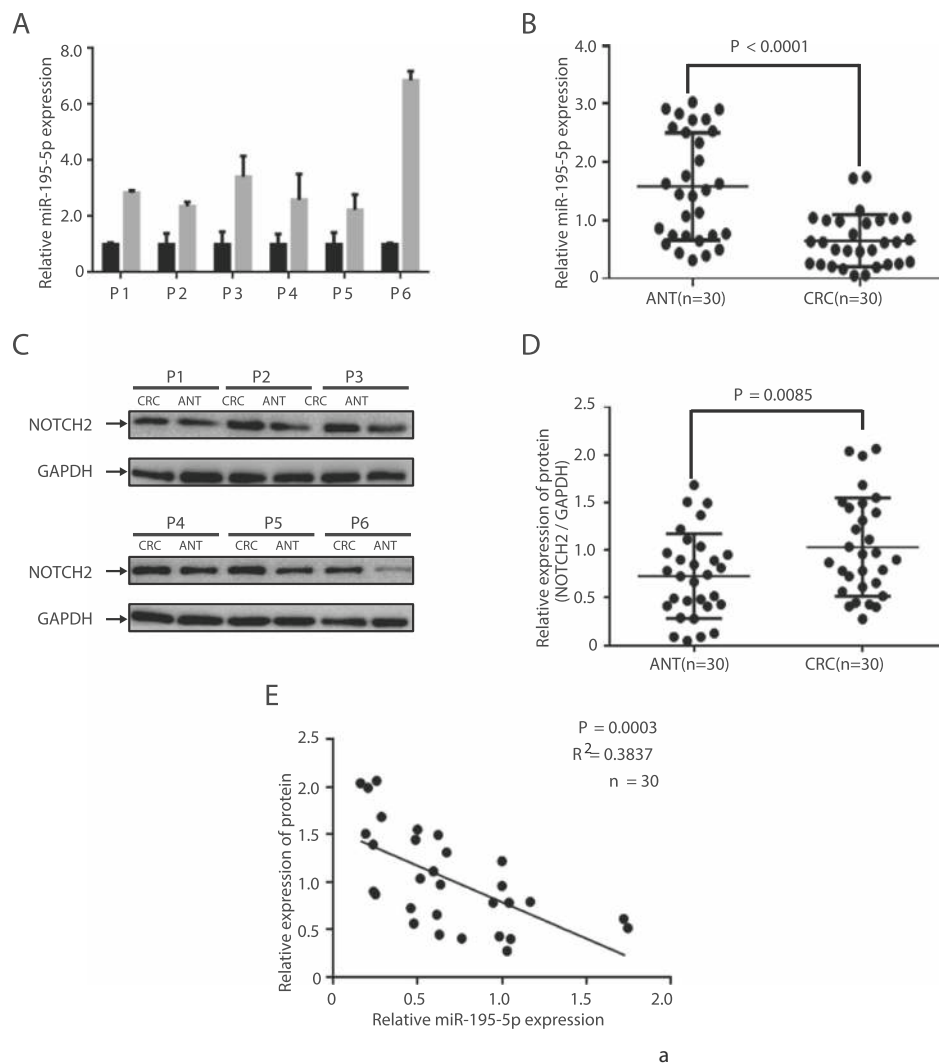 A
Relative miR-195-5p expression
8.0
6.0
4.0
2.0
0
P1 P2 P3 P4 P5 P6
B
Relative miR-195-5p expression
P < 0.0001
4.0
3.0
2.0
1.0
0
ANT(n=30) CRC(n=30)
C
P1 P2 P3
CRC ANT CRC ANT CRC ANT
NOTCH2
GAPDH
P4 P5 P6
CRC ANT CRC ANT CRC ANT
NOTCH2
GAPDH
D
Relative expression of protein
(NOTCH2 / GAPDH)
P = 0.0085
2.5
2.0
1.5
1.0
0.5
0
ANT(n=30) CRC(n=30)
E
P = 0.0003
R2= 0.3837
n = 30
Relative expression of protein
2.5
2.0
1.5
1.0
0.5
0
0 0.5 1.0 1.5 2.0
Relative miR-195-5p expression
a